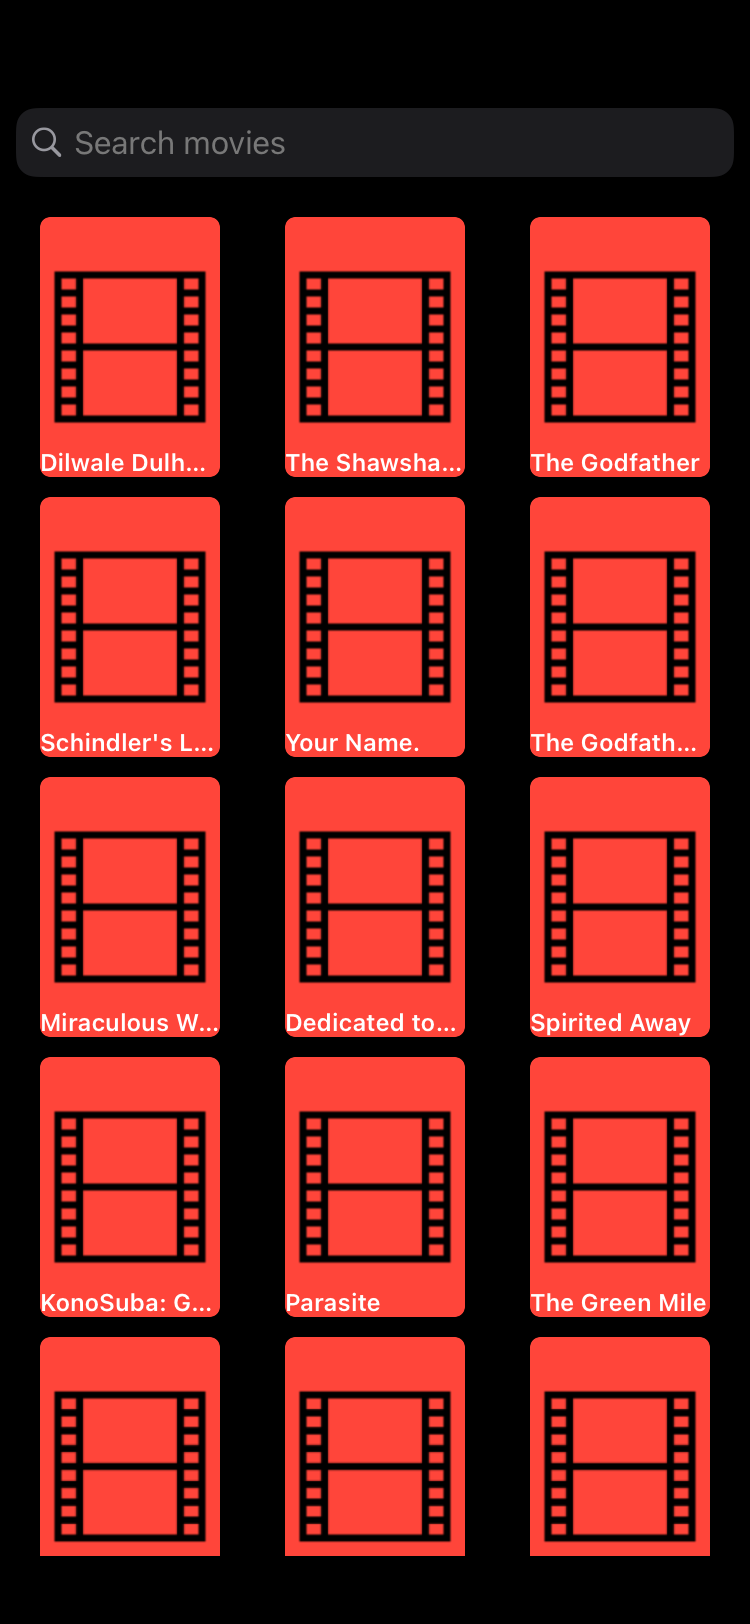 Search movies
Dilwale Dulh...
The Shawsha...
The Godfather
Schindler's L...
Your Name.
The Godfath...
Miraculous W...
Dedicated to...
Spirited Away
KonoSuba: G...
Parasite
The Green Mile